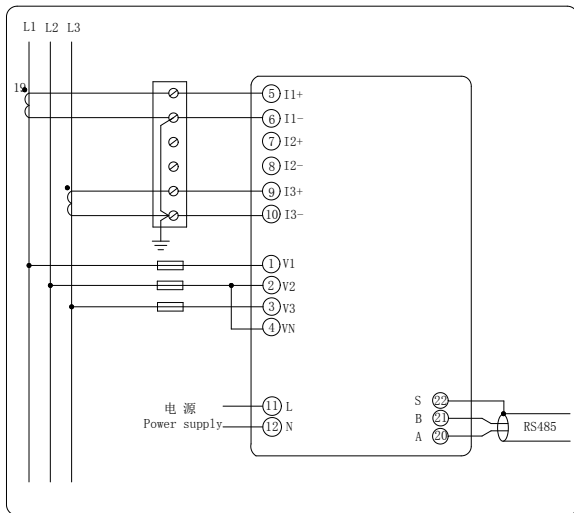 L1 L2 L3
19
5 I1+
6 I1-
7 I2+
8 I2-
9 I3+
10 I3-
1 V1
2 V2
3 V3
4 VN
电 源
Power supply
11 L
12 N
S 22
B 21
A 20
RS485